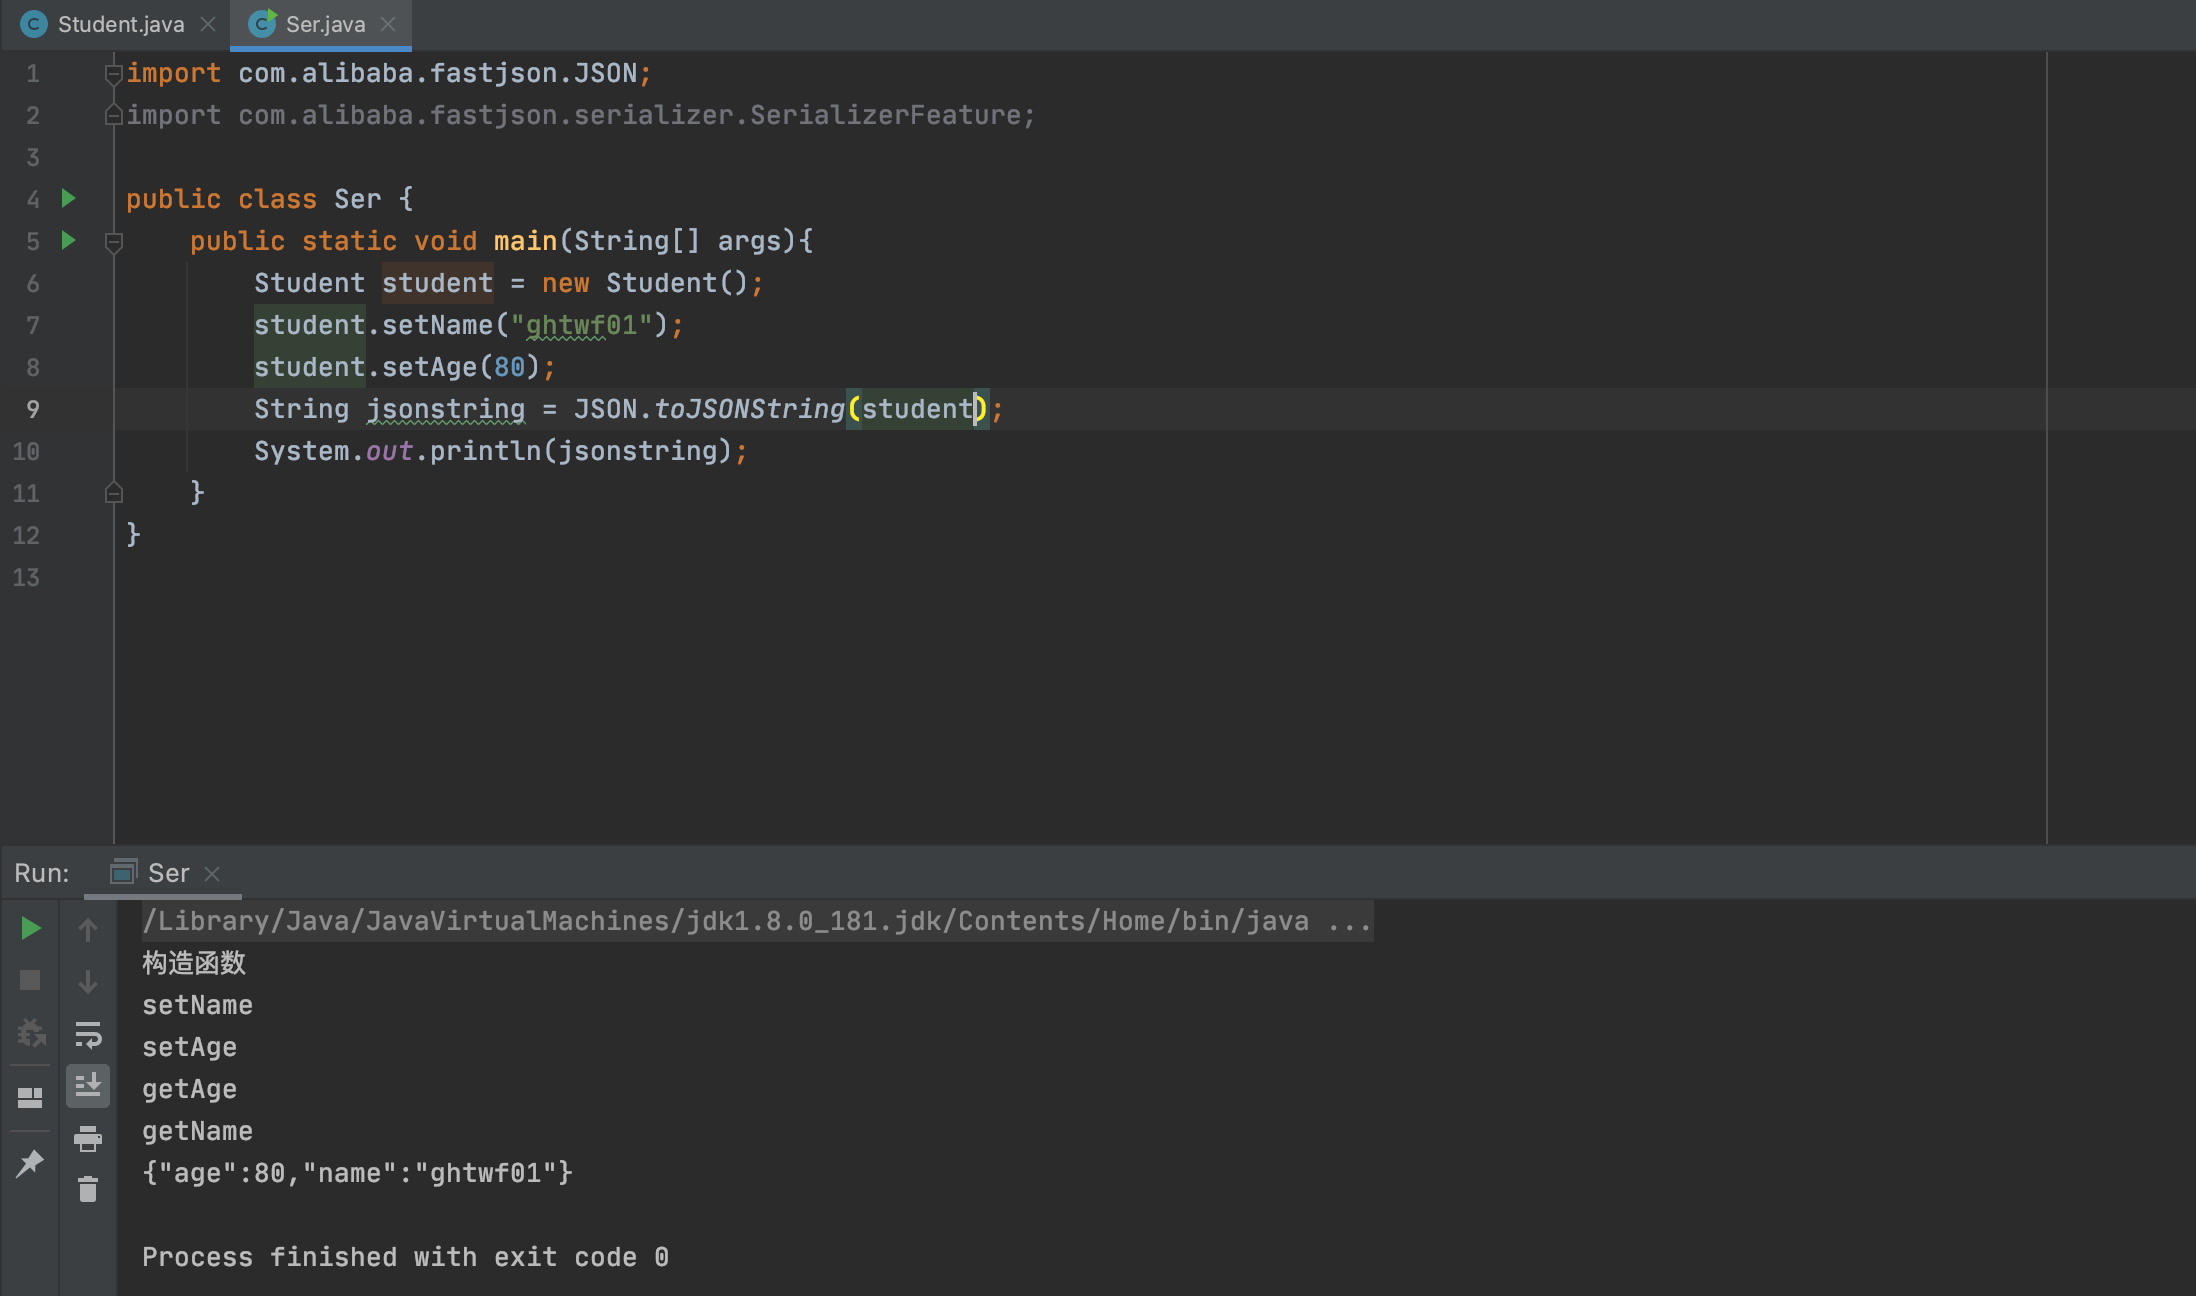 Student.java
Ser.java
1 import com.alibaba.fastjson.JSON;
2 import com.alibaba.fastjson.serializer.SerializerFeature;
3
4 public class Ser {
5     public static void main(String[] args){
6         Student student = new Student();
7         student.setName("ghtwf01");
8         student.setAge(80);
9         String jsonstring = JSON.toJSONString(student);
10         System.out.println(jsonstring);
11     }
12 }
13
Run: Ser
/Library/Java/JavaVirtualMachines/jdk1.8.0_181.jdk/Contents/Home/bin/java ...
构造函数
setName
setAge
getAge
getName
{"age":80,"name":"ghtwf01"}
Process finished with exit code 0